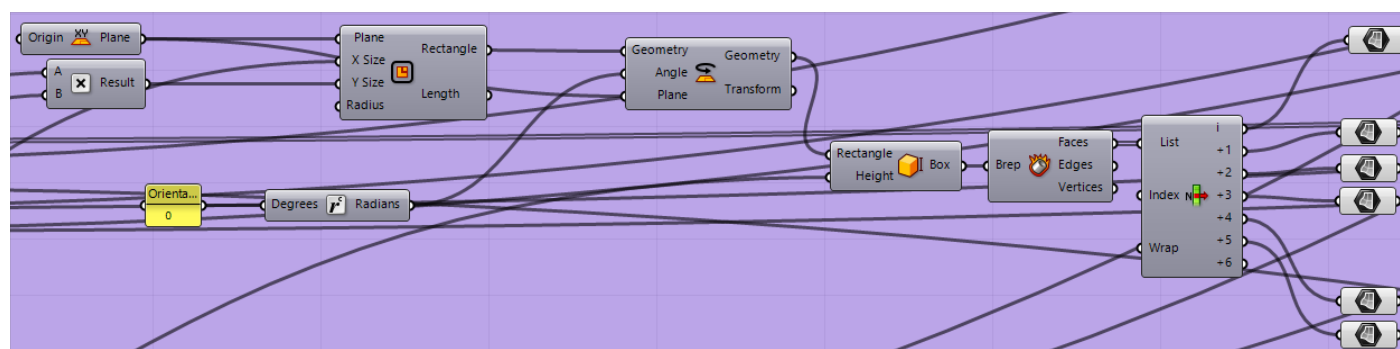 Origin XY Plane
A
B
Result
Plane
X Size
Y Size
Radius
Rectangle
Length
Geometry
Angle
Plane
Geometry
Transform
Orienta...
0
Degrees r c Radians
Rectangle
Height
Box
Brep
Faces
Edges
Vertices
List
Index N
Wrap
i
+1
+2
+3
+4
+5
+6